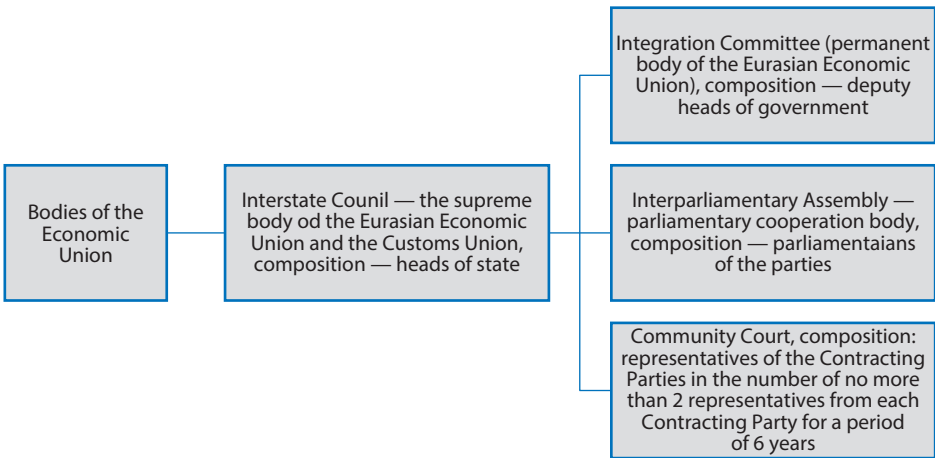 Bodies of the
Economic
Union
Interstate Counil — the supreme
body od the Eurasian Economic
Union and the Customs Union,
composition — heads of state
Integration Committee (permanent
body of the Eurasian Economic
Union), composition — deputy
heads of government
Interparliamentary Assembly —
parliamentary cooperation body,
composition — parliamentaians
of the parties
Community Court, composition:
representatives of the Contracting
Parties in the number of no more
than 2 representatives from each
Contracting Party for a period
of 6 years